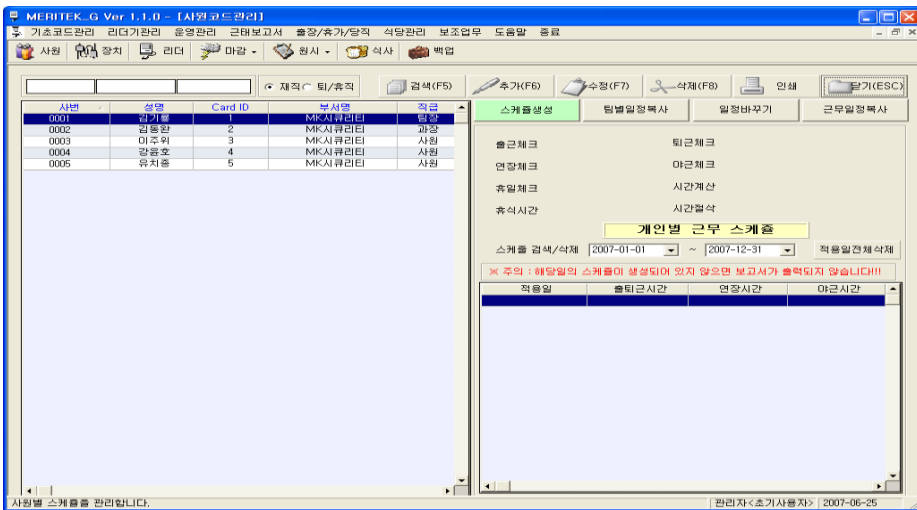 MERITEK_G Ver 1.1.0 - [사원코드관리]
기초코드관리 리더기관리 운영관리 근태보고서 출장/휴가/당직 식당관리 보조업무 도움말 종료
사원 장치 리더 마감 원시 식사 백업
재직 퇴/휴직 검색(F5) 추가(F6) 수정(F7) 삭제(F8) 인쇄 닫기(ESC)
사번 성명 Card ID 부서명 직급
0001 김기륭 1 MK시큐리티 팀장
0002 김동완 2 MK시큐리티 과장
0003 이주위 3 MK시큐리티 사원
0004 강윤호 4 MK시큐리티 사원
0005 유치종 5 MK시큐리티 사원
스케쥴생성 팀별일정복사 일정바꾸기 근무일정복사
출근체크 퇴근체크
연장체크 야근체크
휴일체크 시간계산
휴식시간 시간절삭
개인별 근무 스케쥴
스케쥴 검색/삭제 2007-01-01 ~ 2007-12-31 적용일전체삭제
※ 주의 : 해당일의 스케쥴이 생성되어 있지 않으면 보고서가 출력되지 않습니다!!!
적용일 출퇴근시간 연장시간 야근시간
사원별 스케쥴을 관리합니다. 관리자<초기사용자> 2007-06-25